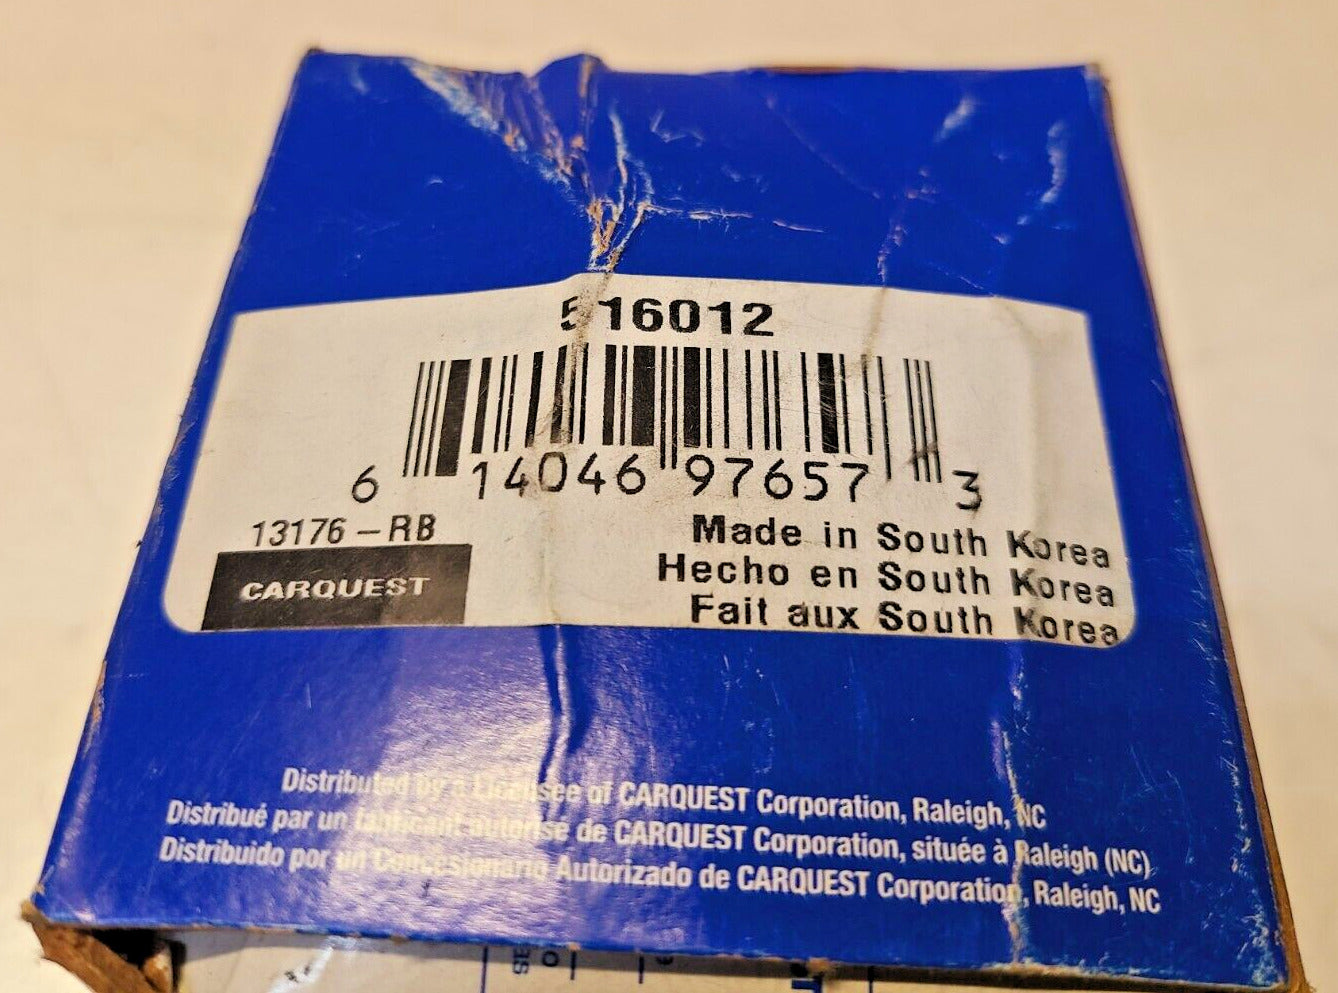 516012
6 14046 97657 3
13176-RB
CARQUEST
Made in South Korea
Hecho en South Korea
Fait aux South Korea
Distributed by a Licensee of CARQUEST Corporation, Raleigh, NC
Distribué par un fabricant autorisé de CARQUEST Corporation, située à Raleigh (NC)
Distribuido por un Concesionario Autorizado de CARQUEST Corporation, Raleigh, NC